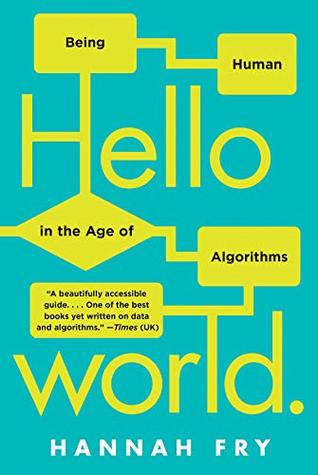 Being
Human
Hello
in the Age of
Algorithms
“A beautifully accessible
guide. . . . One of the best
books yet written on data
and algorithms.” —Times (UK)
world.
HANNAH FRY